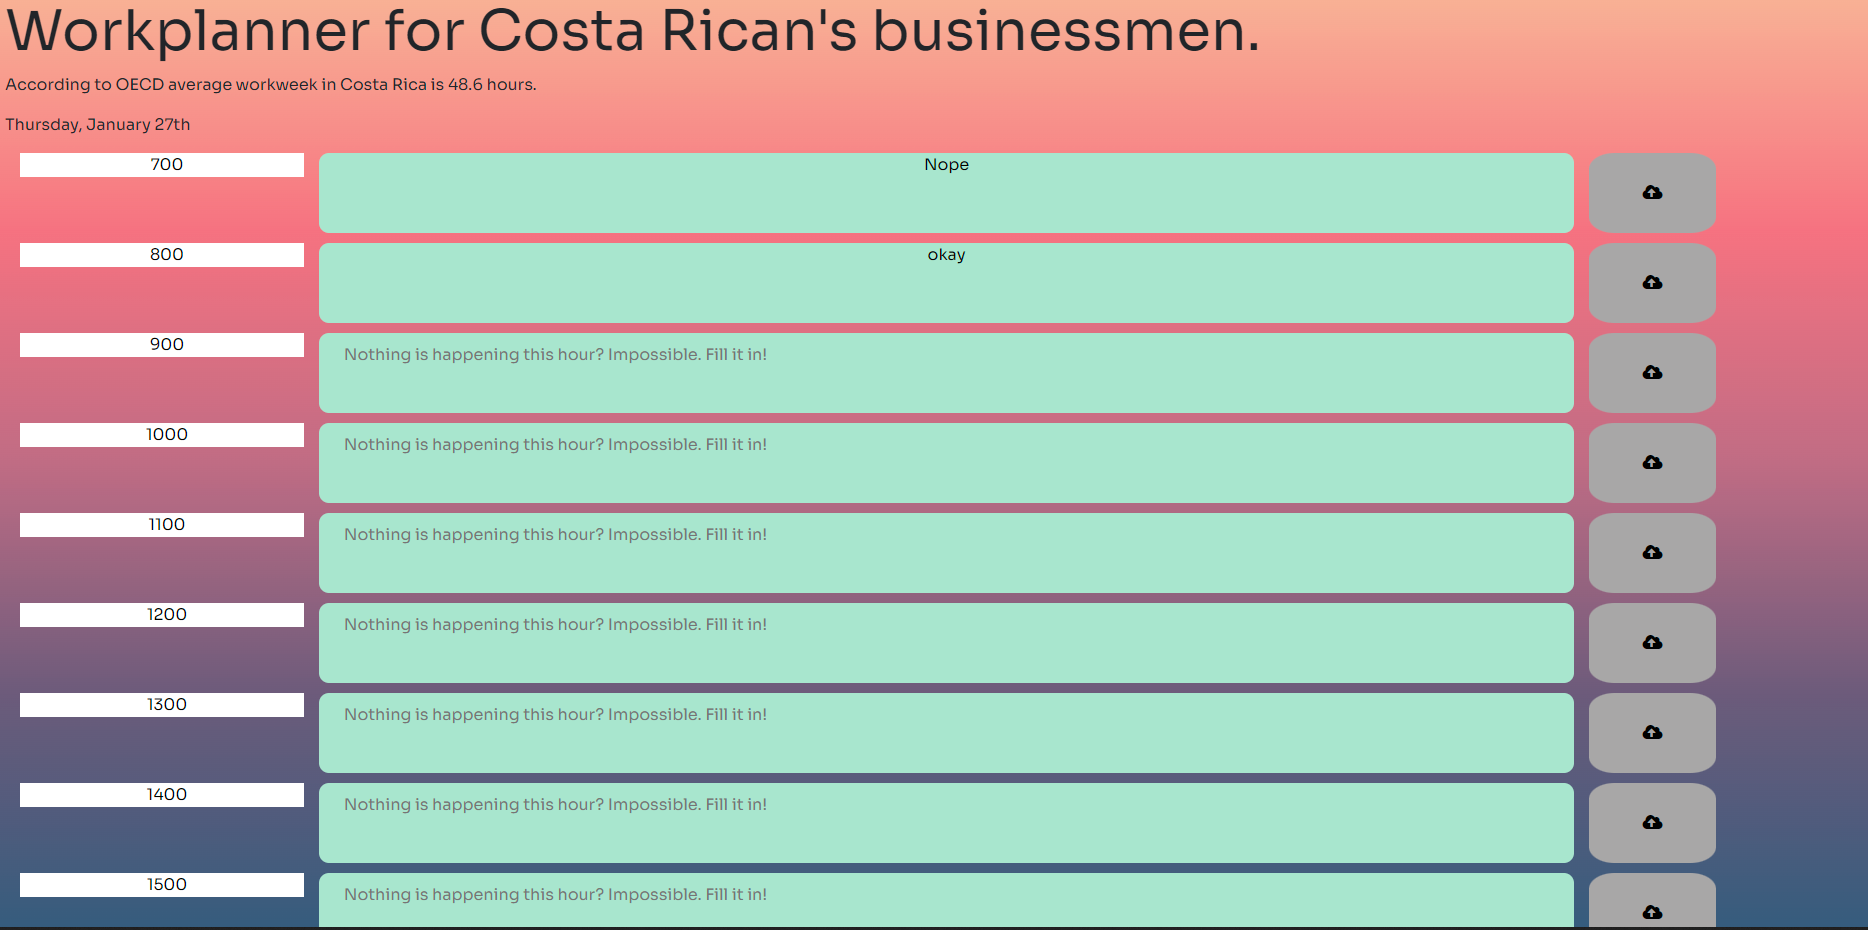 Workplanner for Costa Rican's businessmen.
According to OECD average workweek in Costa Rica is 48.6 hours.
Thursday, January 27th
700 Nope
800 okay
900 Nothing is happening this hour? Impossible. Fill it in!
1000 Nothing is happening this hour? Impossible. Fill it in!
1100 Nothing is happening this hour? Impossible. Fill it in!
1200 Nothing is happening this hour? Impossible. Fill it in!
1300 Nothing is happening this hour? Impossible. Fill it in!
1400 Nothing is happening this hour? Impossible. Fill it in!
1500 Nothing is happening this hour? Impossible. Fill it in!